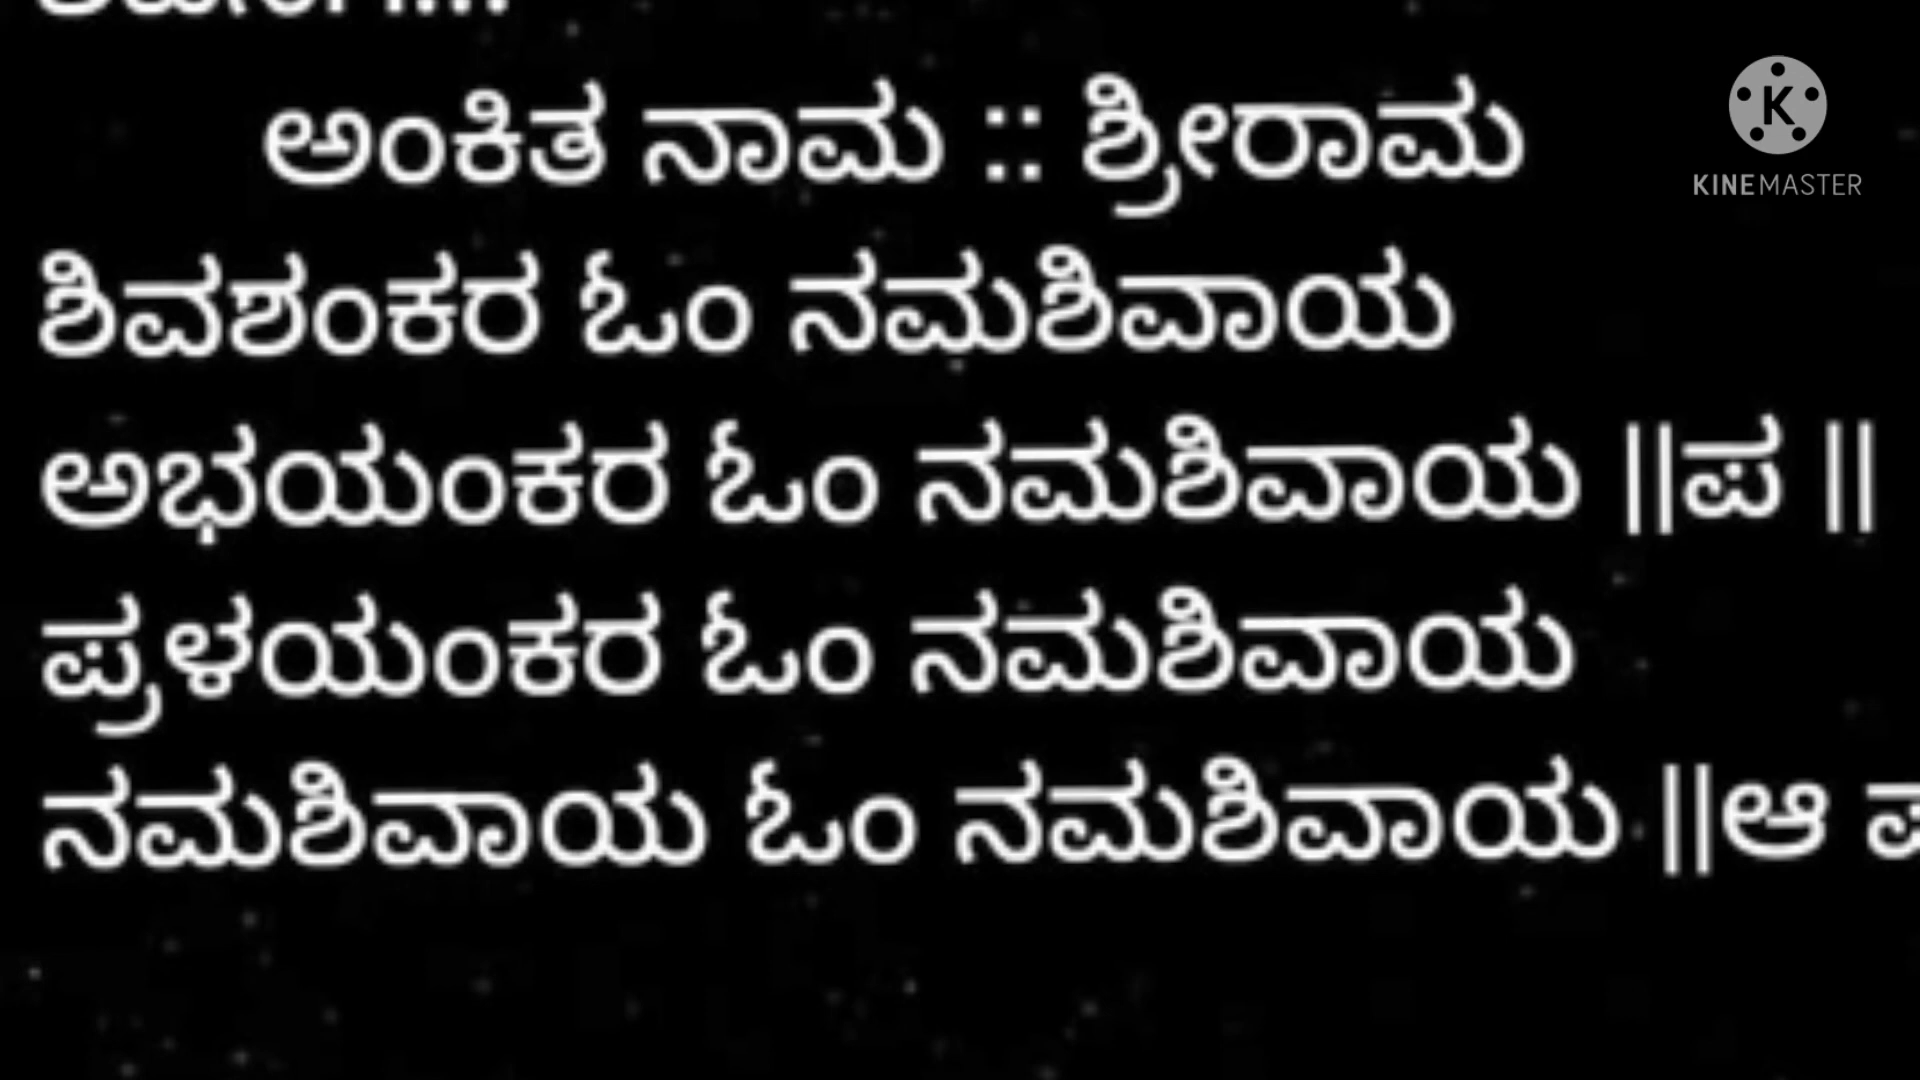 ಅಂಕಿತ ನಾಮ :: ಶ್ರೀರಾಮ
KINEMASTER
ಶಿವಶಂಕರ ಓಂ ನಮಶಿವಾಯ
ಅಭಯಂಕರ ಓಂ ನಮಶಿವಾಯ ||ಪ ||
ಪ್ರಳಯಂಕರ ಓಂ ನಮಶಿವಾಯ
ನಮಶಿವಾಯ ಓಂ ನಮಶಿವಾಯ ||ಆ